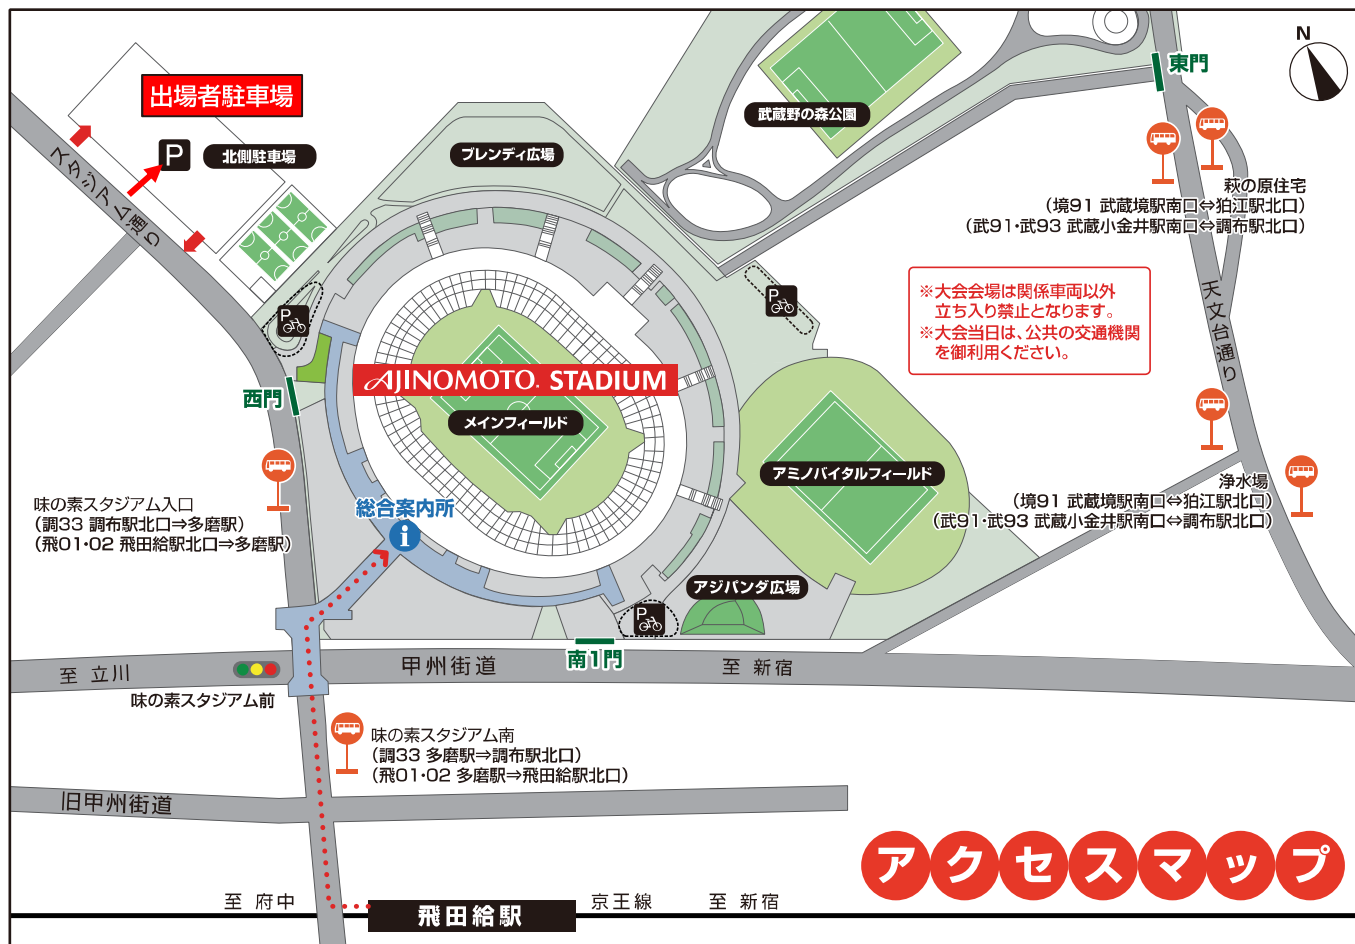 N
東門
出場者駐車場
武蔵野の森公園
P
北側駐車場
ブレンディ広場
スタジアム通り
萩の原住宅
(境91 武蔵境駅南口⇔狛江駅北口)
(武91・武93 武蔵小金井駅南口⇔調布駅北口)
P
P
※大会会場は関係車両以外
立ち入り禁止となります。
※大会当日は、公共の交通機関
を御利用ください。
天文台通り
AJINOMOTO. STADIUM
西門
メインフィールド
アミノバイタルフィールド
味の素スタジアム入口
(調33 調布駅北口⇒多磨駅)
(飛01・02 飛田給駅北口⇒多磨駅)
総合案内所
i
浄水場
(境91 武蔵境駅南口⇔狛江駅北口)
(武91・武93 武蔵小金井駅南口⇔調布駅北口)
アジパンダ広場
P
南1門
至 立川
甲州街道
至 新宿
味の素スタジアム前
味の素スタジアム南
(調33 多磨駅⇒調布駅北口)
(飛01・02 多磨駅⇒飛田給駅北口)
旧甲州街道
アクセスマップ
至 府中
飛田給駅
京王線
至 新宿